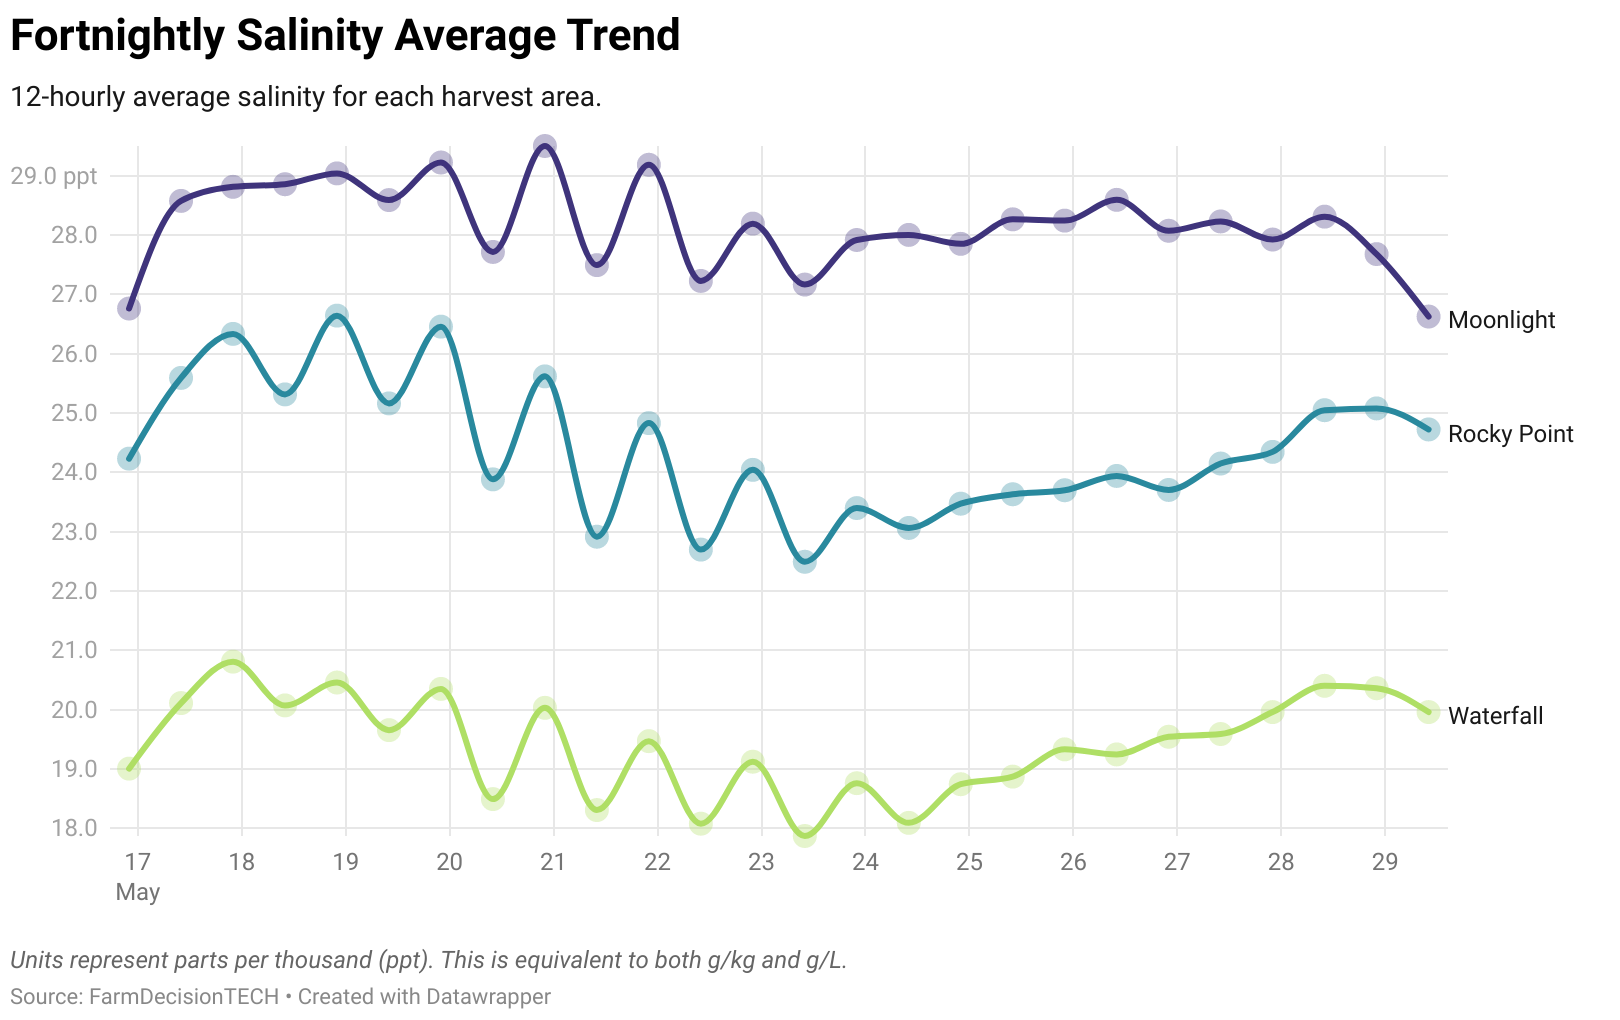 Fortnightly Salinity Average Trend
12-hourly average salinity for each harvest area.
29.0 ppt
28.0
27.0
Moonlight
26.0
25.0
Rocky Point
24.0
23.0
22.0
21.0
20.0
Waterfall
19.0
18.0
17 18 19 20 21 22 23 24 25 26 27 28 29
May
Units represent parts per thousand (ppt). This is equivalent to both g/kg and g/L.
Source: FarmDecisionTECH • Created with Datawrapper